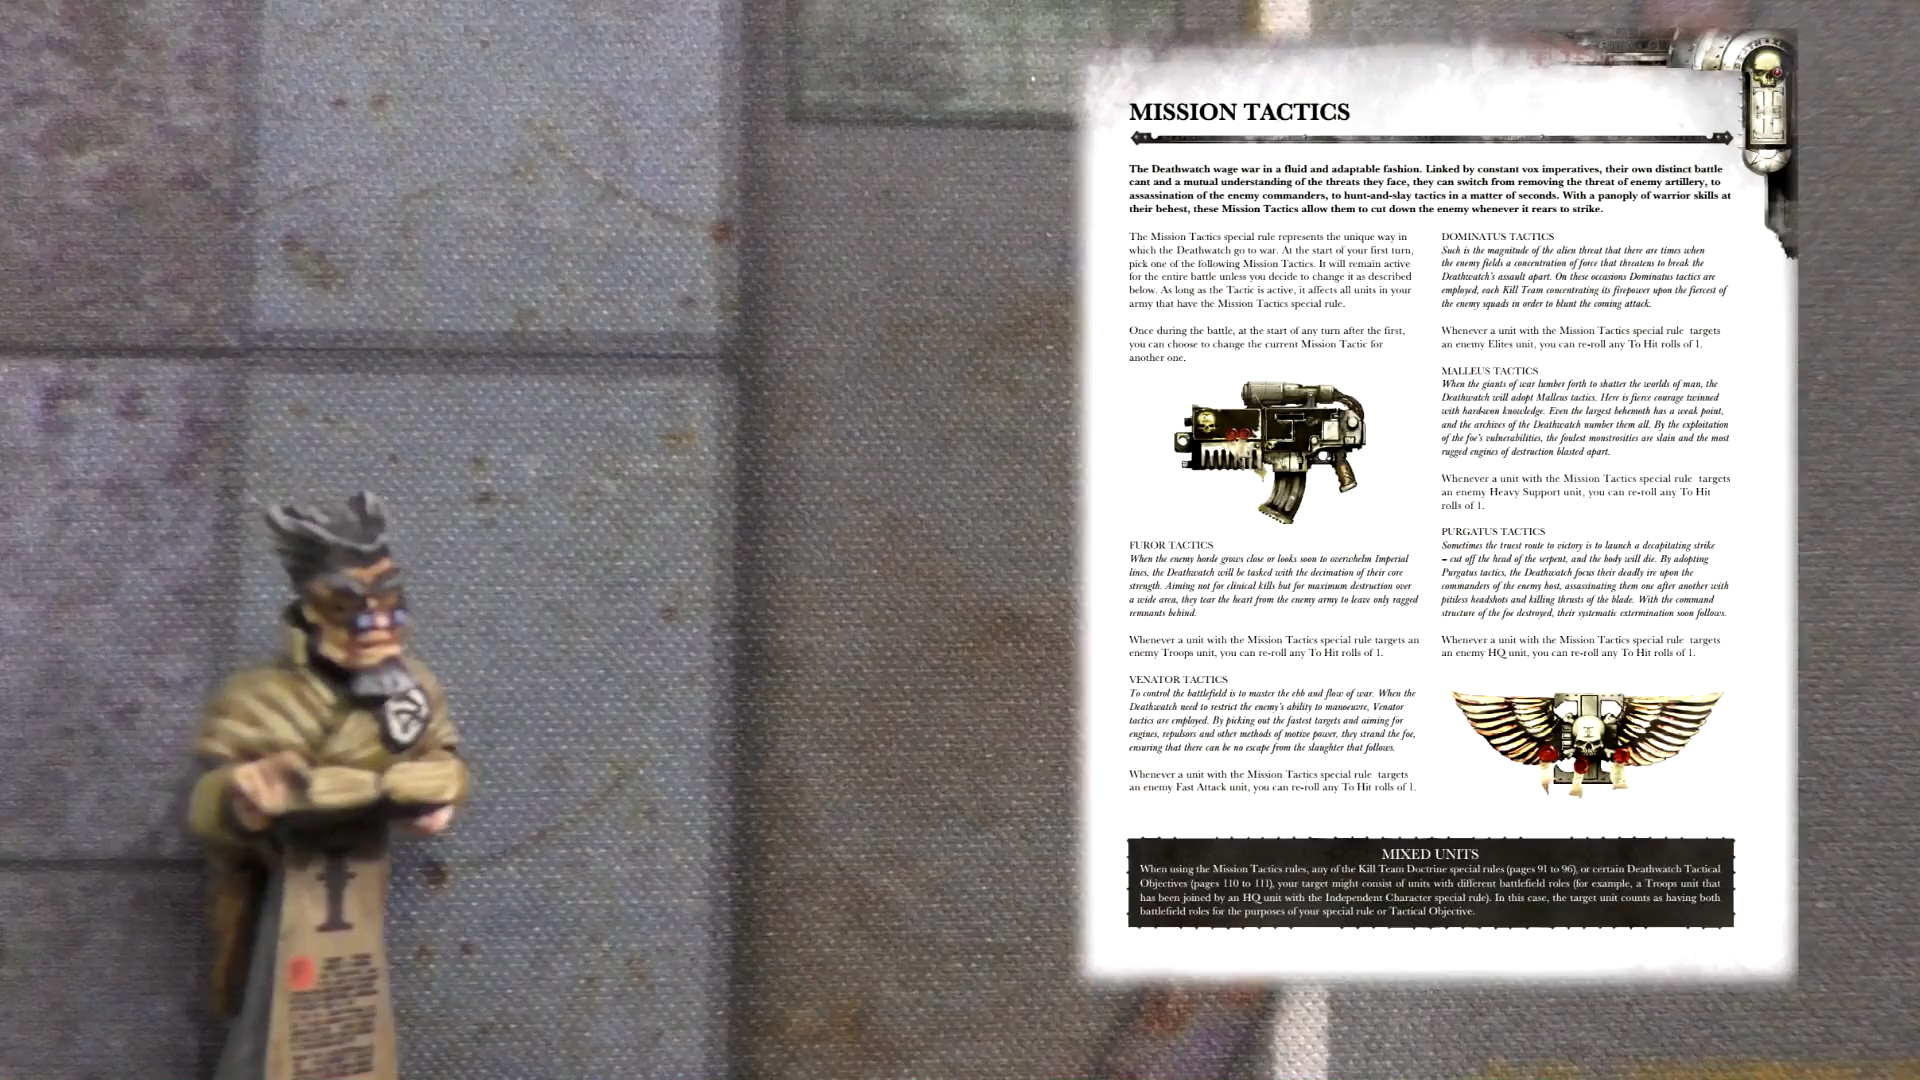 MISSION TACTICS
The Deathwatch wage war in a fluid and adaptable fashion. Linked by constant vox imperatives, their own distinct battle
cant and a mutual understanding of the threats they face, they can switch from removing the threat of enemy artillery, to
assassination of the enemy commanders, to hunt-and-slay tactics in a matter of seconds. With a panoply of warrior skills at
their behest, these Mission Tactics allow them to cut down the enemy whenever it rears to strike.
The Mission Tactics special rule represents the unique way in
which the Deathwatch go to war. At the start of your first turn,
pick one of the following Mission Tactics. It will remain active
for the entire battle unless you decide to change it as described
below. As long as the Tactic is active, it affects all units in your
army that have the Mission Tactics special rule.
Once during the battle, at the start of any turn after the first,
you can choose to change the current Mission Tactic for
another one.
FUROR TACTICS
When the enemy horde grows close or looks soon to overwhelm Imperial
lines, the Deathwatch will be tasked with the decimation of their core
strength. Aiming not for clinical kills but for maximum destruction over
a wide area, they tear the heart from the enemy army to leave only ragged
remnants behind.
Whenever a unit with the Mission Tactics special rule targets an
enemy Troops unit, you can re-roll any To Hit rolls of 1.
VENATOR TACTICS
To control the battlefield is to master the ebb and flow of war. When the
Deathwatch need to restrict the enemy's ability to manoeuvre, Venator
tactics are employed. By picking out the fastest targets and aiming for
engines, repulsors and other methods of motive power, they strand the foe,
ensuring that there can be no escape from the slaughter that follows.
Whenever a unit with the Mission Tactics special rule targets
an enemy Fast Attack unit, you can re-roll any To Hit rolls of 1.
DOMINATUS TACTICS
Such is the magnitude of the alien threat that there are times when
the enemy fields a concentration of force that threatens to break the
Deathwatch's assault apart. On these occasions Dominatus tactics are
employed, each Kill Team concentrating its firepower upon the fiercest of
the enemy squads in order to blunt the coming attack.
Whenever a unit with the Mission Tactics special rule targets
an enemy Elites unit, you can re-roll any To Hit rolls of 1.
MALLEUS TACTICS
When the giants of war lumber forth to shatter the worlds of man, the
Deathwatch will adopt Malleus tactics. Here is fierce courage twinned
with hard-won knowledge. Even the largest behemoth has a weak point,
and the archives of the Deathwatch number them all. By the exploitation
of the foe's vulnerabilities, the foulest monstrosities are slain and the most
rugged engines of destruction blasted apart.
Whenever a unit with the Mission Tactics special rule targets
an enemy Heavy Support unit, you can re-roll any To Hit
rolls of 1.
PURGATUS TACTICS
Sometimes the truest route to victory is to launch a decapitating strike
– cut off the head of the serpent, and the body will die. By adopting
Purgatus tactics, the Deathwatch focus their deadly ire upon the
commanders of the enemy host, assassinating them one after another with
pitiless headshots and killing thrusts of the blade. With the command
structure of the foe destroyed, their systematic extermination soon follows.
Whenever a unit with the Mission Tactics special rule targets
an enemy HQ unit, you can re-roll any To Hit rolls of 1.
MIXED UNITS
When using the Mission Tactics rules, any of the Kill Team Doctrine special rules (pages 91 to 96), or certain Deathwatch Tactical
Objectives (pages 110 to 111), your target might consist of units with different battlefield roles (for example, a Troops unit that
has been joined by an HQ unit with the Independent Character special rule). In this case, the target unit counts as having both
battlefield roles for the purposes of your special rule or Tactical Objective.